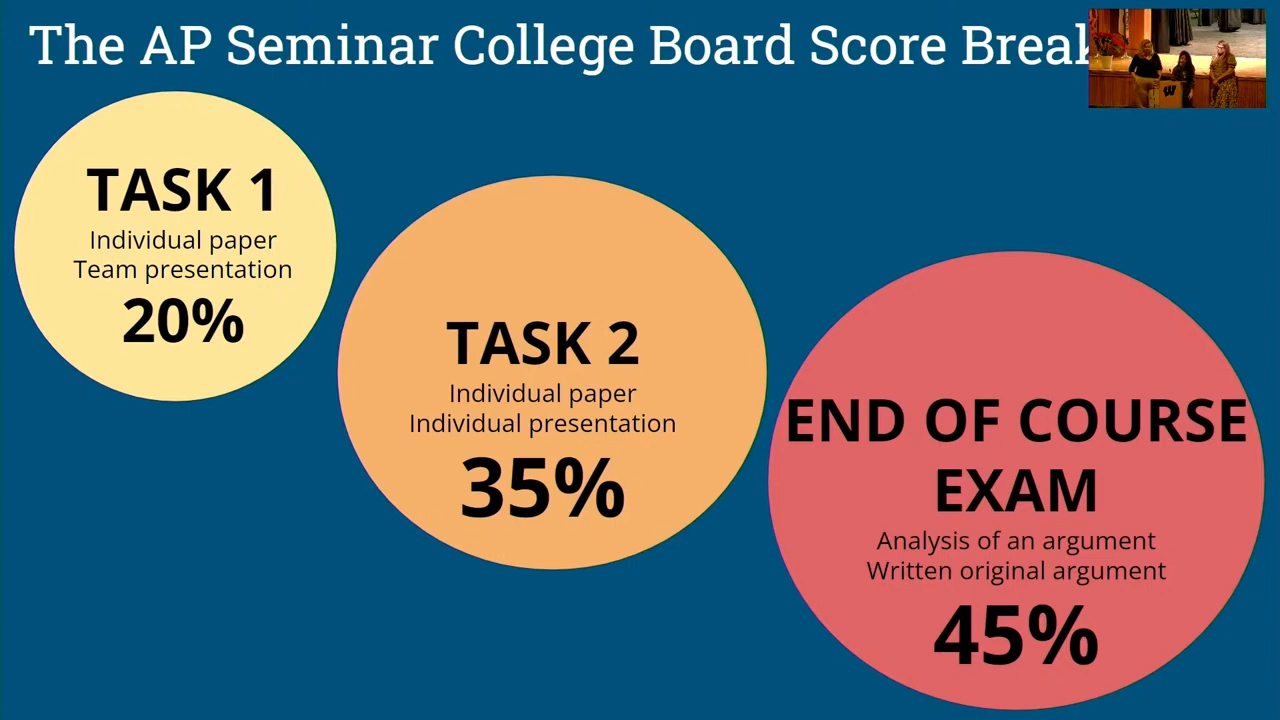 The AP Seminar College Board Score Break
TASK 1
Individual paper
Team presentation
20%
TASK 2
Individual paper
Individual presentation
35%
END OF COURSE
EXAM
Analysis of an argument
Written original argument
45%
W